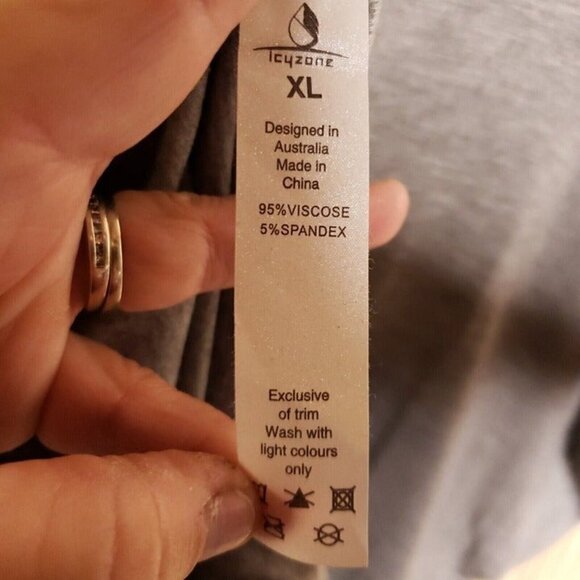 icyzone
XL
Designed in
Australia
Made in
China
95%VISCOSE
5%SPANDEX
Exclusive
of trim
Wash with
light colours
only